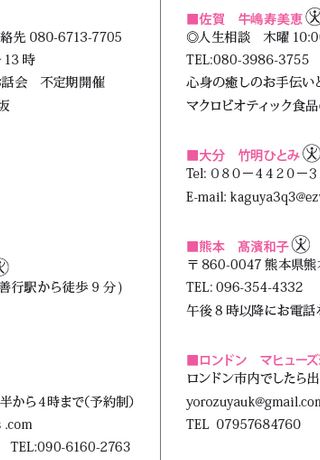 絡先 080-6713-7705
13 時
話会 不定期開催
坂
善行駅から徒歩 9 分 )
半から4時まで(予約制)
.com
TEL:090-6160-2763
■佐賀 牛嶋寿美恵
◎人生相談 木曜 10:0
TEL:080-3986-3755
心身の癒しのお手伝い
マクロビオティック食品
■大分 竹明ひとみ
Tel: ０８０－４４２０－３
E-mail: kaguya3q3@ez
■熊本 髙濱和子
〒 860-0047 熊本県熊
TEL: 096-354-4332
午後 8 時以降にお電話
■ロンドン マヒューズ
ロンドン市内でしたら出
yorozuyauk@gmail.com
TEL 07957684760